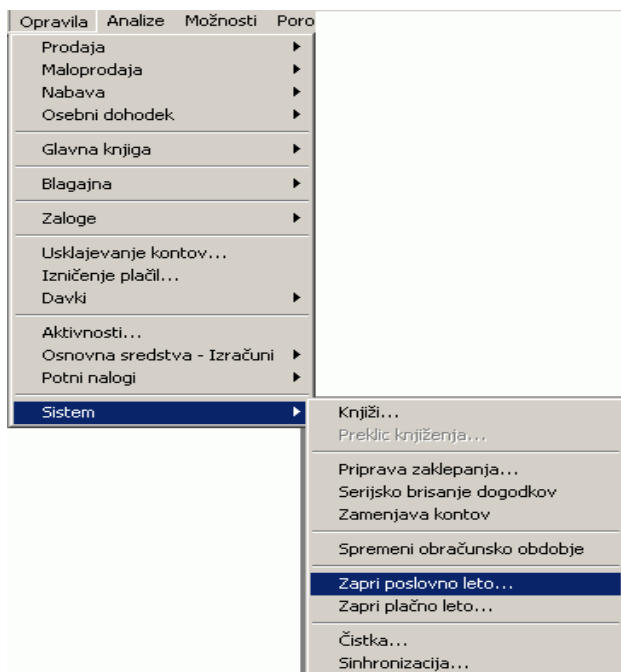 Opravila Analize Možnosti Poro
Prodaja
Maloprodaja
Nabava
Osebni dohodek
Glavna knjiga
Blagajna
Zaloge
Usklajevanje kontov...
Izničenje plačil...
Davki
Aktivnosti...
Osnovna sredstva - Izračuni
Potni nalogi
Sistem
Knjiži...
Preklic knjiženja...
Priprava zaklepanja...
Serijsko brisanje dogodkov
Zamenjava kontov
Spremeni obračunsko obdobje
Zapri poslovno leto...
Zapri plačno leto...
Čistka...
Sinhronizacija...